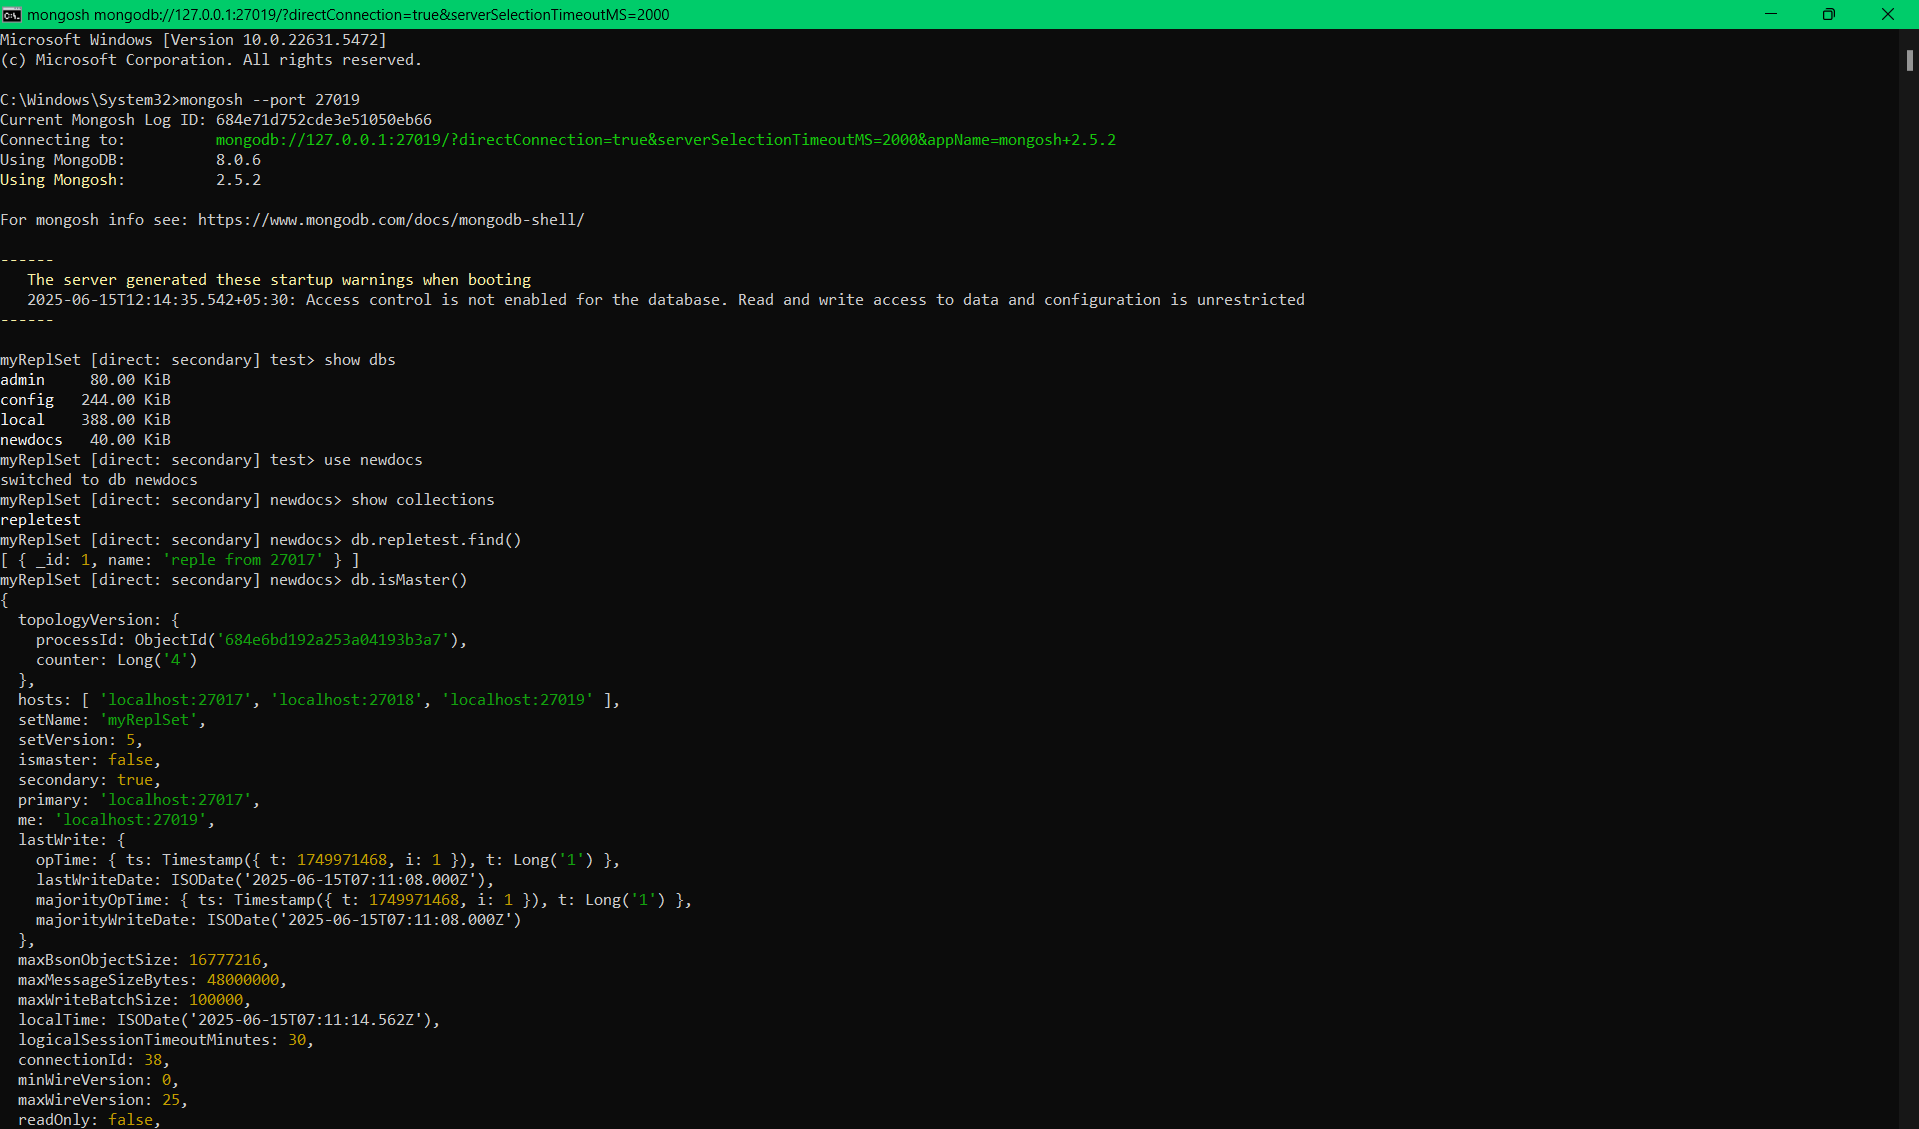 mongosh mongodb://127.0.0.1:27019/?directConnection=true&serverSelectionTimeoutMS=2000
Microsoft Windows [Version 10.0.22631.5472]
(c) Microsoft Corporation. All rights reserved.
C:\Windows\System32>mongosh --port 27019
Current Mongosh Log ID: 684e71d752cde3e51050eb66
Connecting to:          mongodb://127.0.0.1:27019/?directConnection=true&serverSelectionTimeoutMS=2000&appName=mongosh+2.5.2
Using MongoDB:          8.0.6
Using Mongosh:          2.5.2
For mongosh info see: https://www.mongodb.com/docs/mongodb-shell/
------
   The server generated these startup warnings when booting
   2025-06-15T12:14:35.542+05:30: Access control is not enabled for the database. Read and write access to data and configuration is unrestricted
------
myReplSet [direct: secondary] test> show dbs
admin     80.00 KiB
config   244.00 KiB
local    388.00 KiB
newdocs   40.00 KiB
myReplSet [direct: secondary] test> use newdocs
switched to db newdocs
myReplSet [direct: secondary] newdocs> show collections
repletest
myReplSet [direct: secondary] newdocs> db.repletest.find()
[ { _id: 1, name: 'reple from 27017' } ]
myReplSet [direct: secondary] newdocs> db.isMaster()
{
  topologyVersion: {
    processId: ObjectId('684e6bd192a253a04193b3a7'),
    counter: Long('4')
  },
  hosts: [ 'localhost:27017', 'localhost:27018', 'localhost:27019' ],
  setName: 'myReplSet',
  setVersion: 5,
  ismaster: false,
  secondary: true,
  primary: 'localhost:27017',
  me: 'localhost:27019',
  lastWrite: {
    opTime: { ts: Timestamp({ t: 1749971468, i: 1 }), t: Long('1') },
    lastWriteDate: ISODate('2025-06-15T07:11:08.000Z'),
    majorityOpTime: { ts: Timestamp({ t: 1749971468, i: 1 }), t: Long('1') },
    majorityWriteDate: ISODate('2025-06-15T07:11:08.000Z')
  },
  maxBsonObjectSize: 16777216,
  maxMessageSizeBytes: 48000000,
  maxWriteBatchSize: 100000,
  localTime: ISODate('2025-06-15T07:11:14.562Z'),
  logicalSessionTimeoutMinutes: 30,
  connectionId: 38,
  minWireVersion: 0,
  maxWireVersion: 25,
  readOnly: false,